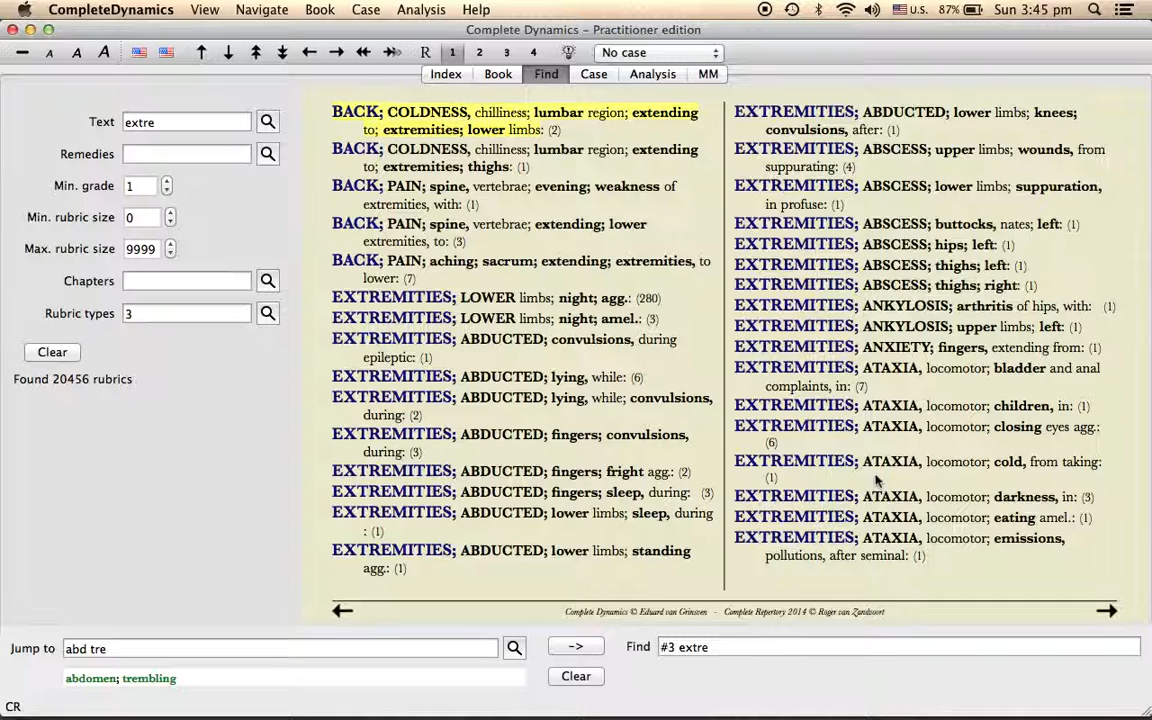 CompleteDynamics View Navigate Book Case Analysis Help U.S. 87% Sun 3:45 pm
Complete Dynamics - Practitioner edition
A A A R 1 2 3 4 No case
Index Book Find Case Analysis MM
Text extre
Remedies
Min. grade 1
Min. rubric size 0
Max. rubric size 9999
Chapters
Rubric types 3
Clear
Found 20456 rubrics
BACK; COLDNESS, chilliness; lumbar region; extending
to; extremities; lower limbs: (2)
BACK; COLDNESS, chilliness; lumbar region; extending
to; extremities; thighs: (1)
BACK; PAIN; spine, vertebrae; evening; weakness of
extremities, with: (1)
BACK; PAIN; spine, vertebrae; extending; lower
extremities, to: (3)
BACK; PAIN; aching; sacrum; extending; extremities, to
lower: (7)
EXTREMITIES; LOWER limbs; night; agg.: (280)
EXTREMITIES; LOWER limbs; night; amel.: (3)
EXTREMITIES; ABDUCTED; convulsions, during
epileptic: (1)
EXTREMITIES; ABDUCTED; lying, while: (6)
EXTREMITIES; ABDUCTED; lying, while; convulsions,
during: (2)
EXTREMITIES; ABDUCTED; fingers; convulsions,
during: (3)
EXTREMITIES; ABDUCTED; fingers; fright agg.: (2)
EXTREMITIES; ABDUCTED; fingers; sleep, during: (3)
EXTREMITIES; ABDUCTED; lower limbs; sleep, during
: (1)
EXTREMITIES; ABDUCTED; lower limbs; standing
agg.: (1)
EXTREMITIES; ABDUCTED; lower limbs; knees;
convulsions, after: (1)
EXTREMITIES; ABSCESS; upper limbs; wounds, from
suppurating: (4)
EXTREMITIES; ABSCESS; lower limbs; suppuration,
in profuse: (1)
EXTREMITIES; ABSCESS; buttocks, nates; left: (1)
EXTREMITIES; ABSCESS; hips; left: (1)
EXTREMITIES; ABSCESS; thighs; left: (1)
EXTREMITIES; ABSCESS; thighs; right: (1)
EXTREMITIES; ANKYLOSIS; arthritis of hips, with: (1)
EXTREMITIES; ANKYLOSIS; upper limbs; left: (1)
EXTREMITIES; ANXIETY; fingers, extending from: (1)
EXTREMITIES; ATAXIA, locomotor; bladder and anal
complaints, in: (7)
EXTREMITIES; ATAXIA, locomotor; children, in: (1)
EXTREMITIES; ATAXIA, locomotor; closing eyes agg.:
(6)
EXTREMITIES; ATAXIA, locomotor; cold, from taking:
(1)
EXTREMITIES; ATAXIA, locomotor; darkness, in: (3)
EXTREMITIES; ATAXIA, locomotor; eating amel.: (1)
EXTREMITIES; ATAXIA, locomotor; emissions,
pollutions, after seminal: (1)
Complete Dynamics © Eduard van Grinsven - Complete Repertory 2014 © Roger van Zandvoort
Jump to abd tre -> Find #3 extre
abdomen; trembling Clear
CR